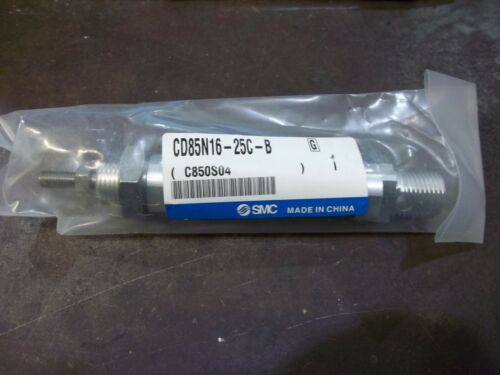 CD85N16-25C-B G
( C850S04 ) 1
SMC MADE IN CHINA